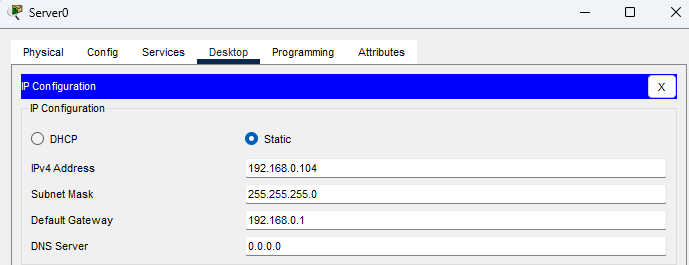 Server0
Physical Config Services Desktop Programming Attributes
IP Configuration
X
IP Configuration
DHCP Static
IPv4 Address 192.168.0.104
Subnet Mask 255.255.255.0
Default Gateway 192.168.0.1
DNS Server 0.0.0.0